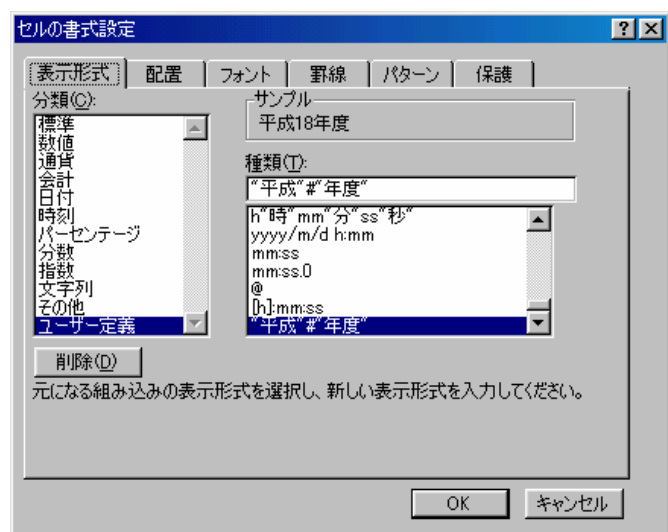 セルの書式設定
? ×
表示形式 配置 フォント 罫線 パターン 保護
分類(C):
標準
数値
通貨
会計
日付
時刻
パーセンテージ
分数
指数
文字列
その他
ユーザー定義
サンプル
平成18年度
種類(T):
"平成"#"年度"
h"時"mm"分"ss"秒"
yyyy/m/d h:mm
mm:ss
mm:ss.0
@
[h]:mm:ss
"平成"#"年度"
削除(D)
元になる組み込みの表示形式を選択し、新しい表示形式を入力してください。
OK キャンセル